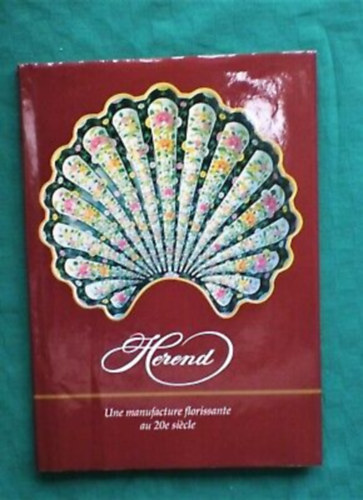 Herend
Une manufacture florissante
au 20e siècle